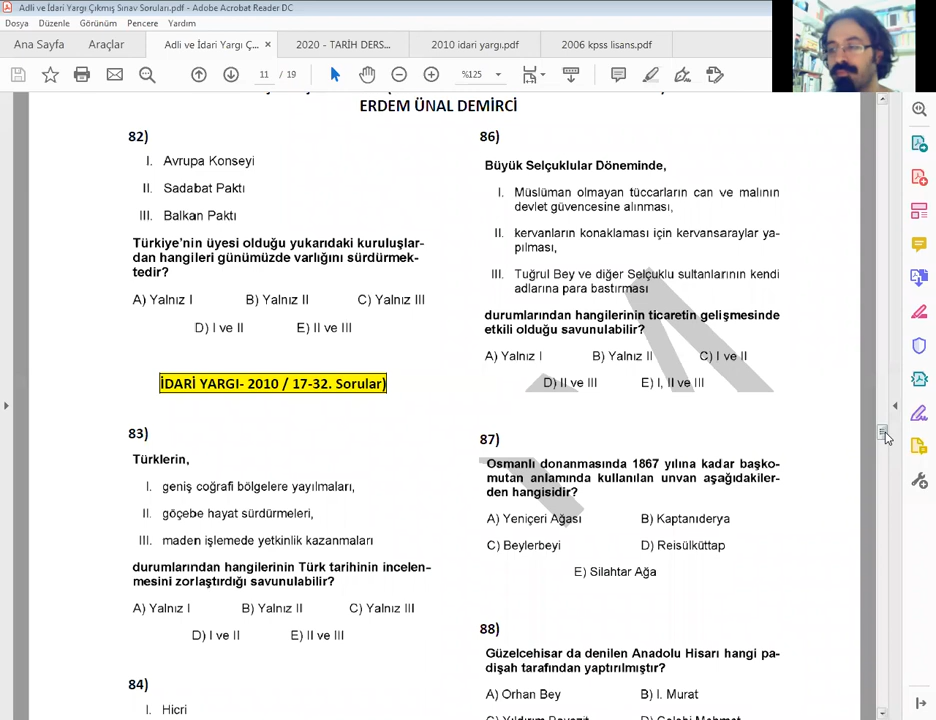 Adli ve İdari Yargı Çıkmış Sınav Soruları.pdf - Adobe Acrobat Reader DC
Dosya Düzenle Görünüm Pencere Yardım
Ana Sayfa Araçlar Adli ve İdari Yargı Ç... × 2020 - TARİH DERS... 2010 idari yargı.pdf 2006 kpss lisans.pdf
11 / 19 %125
ERDEM ÜNAL DEMİRCİ
82)
I. Avrupa Konseyi
II. Sadabat Paktı
III. Balkan Paktı
Türkiye'nin üyesi olduğu yukarıdaki kuruluşlar-
dan hangileri günümüzde varlığını sürdürmek-
tedir?
A) Yalnız I B) Yalnız II C) Yalnız III
D) I ve II E) II ve III
İDARİ YARGI- 2010 / 17-32. Sorular)
83)
Türklerin,
I. geniş coğrafi bölgelere yayılmaları,
II. göçebe hayat sürdürmeleri,
III. maden işlemede yetkinlik kazanmaları
durumlarından hangilerinin Türk tarihinin incelen-
mesini zorlaştırdığı savunulabilir?
A) Yalnız I B) Yalnız II C) Yalnız III
D) I ve II E) II ve III
84)
I. Hicri
86)
Büyük Selçuklular Döneminde,
I. Müslüman olmayan tüccarların can ve malının
devlet güvencesine alınması,
II. kervanların konaklaması için kervansaraylar ya-
pılması,
III. Tuğrul Bey ve diğer Selçuklu sultanlarının kendi
adlarına para bastırması
durumlarından hangilerinin ticaretin gelişmesinde
etkili olduğu savunulabilir?
A) Yalnız I B) Yalnız II C) I ve II
D) II ve III E) I, II ve III
87)
Osmanlı donanmasında 1867 yılına kadar başko-
mutan anlamında kullanılan unvan aşağıdakiler-
den hangisidir?
A) Yeniçeri Ağası B) Kaptanıderya
C) Beylerbeyi D) Reisülküttap
E) Silahtar Ağa
88)
Güzelcehisar da denilen Anadolu Hisarı hangi pa-
dişah tarafından yaptırılmıştır?
A) Orhan Bey B) I. Murat
C) Yıldırım Bayezit D) Çelebi Mehmet